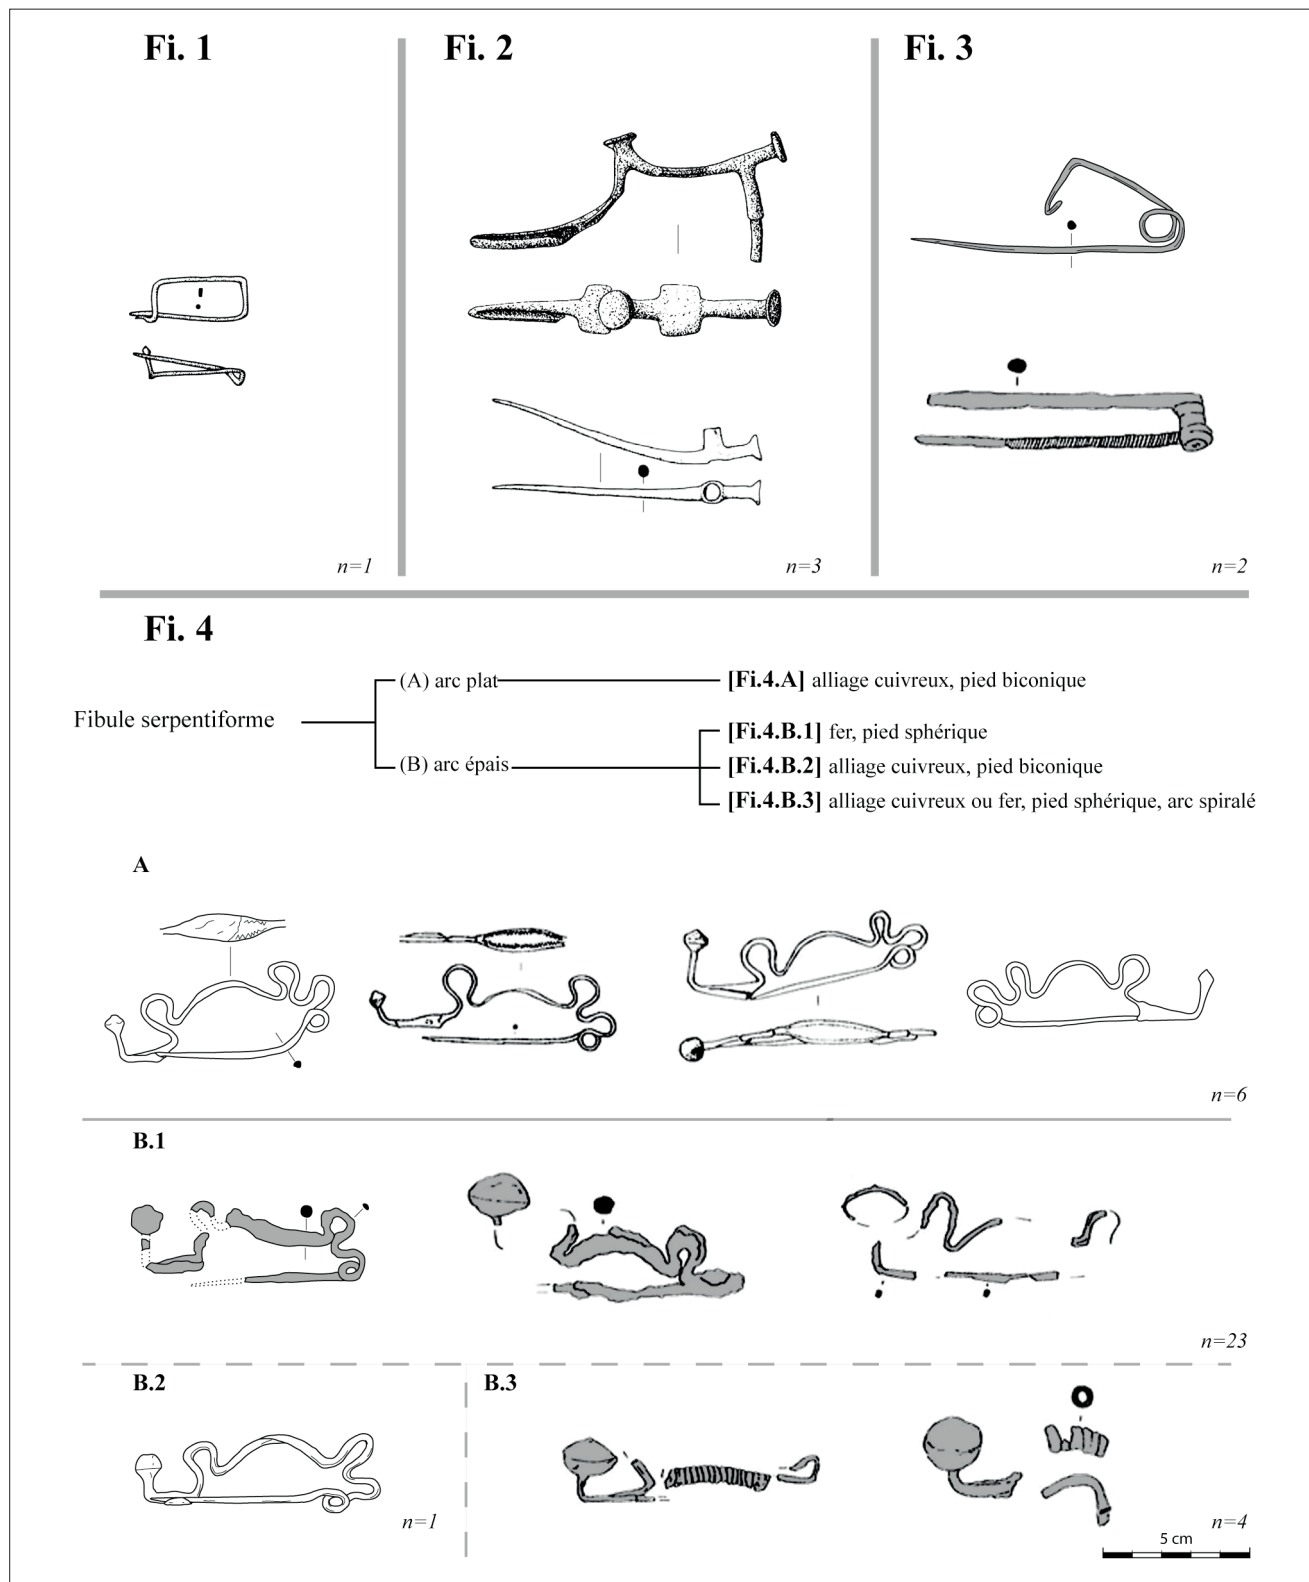 Fi. 1
Fi. 2
Fi. 3
n=1
n=3
n=2
Fi. 4
Fibule serpentiforme
(A) arc plat
[Fi.4.A] alliage cuivreux, pied biconique
(B) arc épais
[Fi.4.B.1] fer, pied sphérique
[Fi.4.B.2] alliage cuivreux, pied biconique
[Fi.4.B.3] alliage cuivreux ou fer, pied sphérique, arc spiralé
A
n=6
B.1
n=23
B.2
n=1
B.3
n=4
5 cm